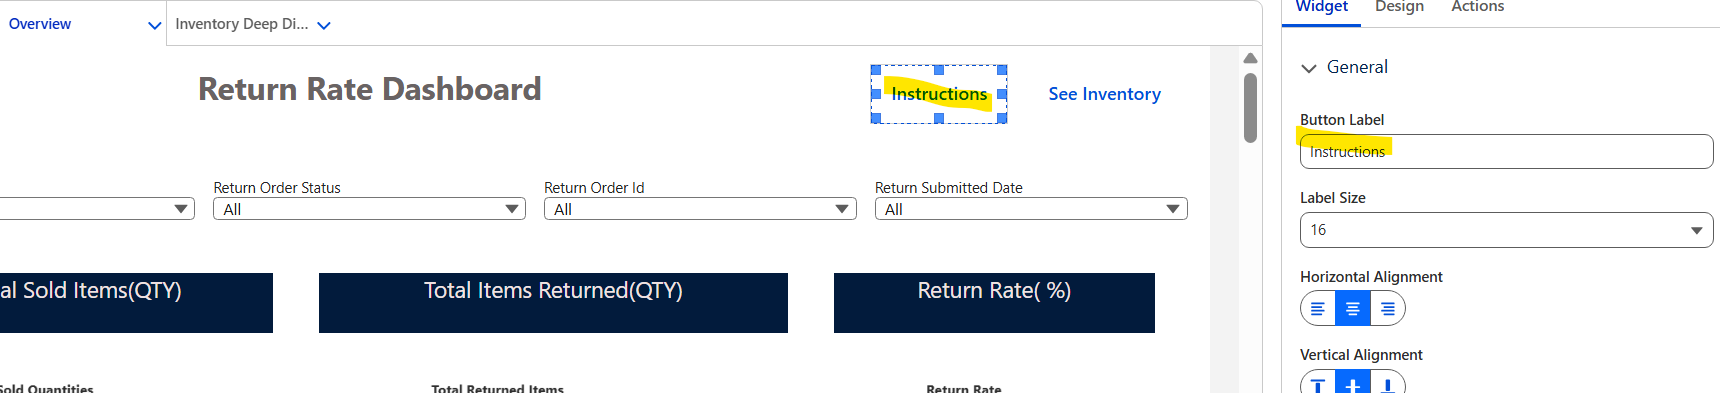 Overview
Inventory Deep Di...
Widget
Design
Actions
Return Rate Dashboard
Instructions
See Inventory
General
Button Label
Instructions
Return Order Status
Return Order Id
Return Submitted Date
All
All
All
Label Size
16
al Sold Items(QTY)
Total Items Returned(QTY)
Return Rate( %)
Horizontal Alignment
Vertical Alignment
Sold Quantities
Total Returned Items
Return Rate